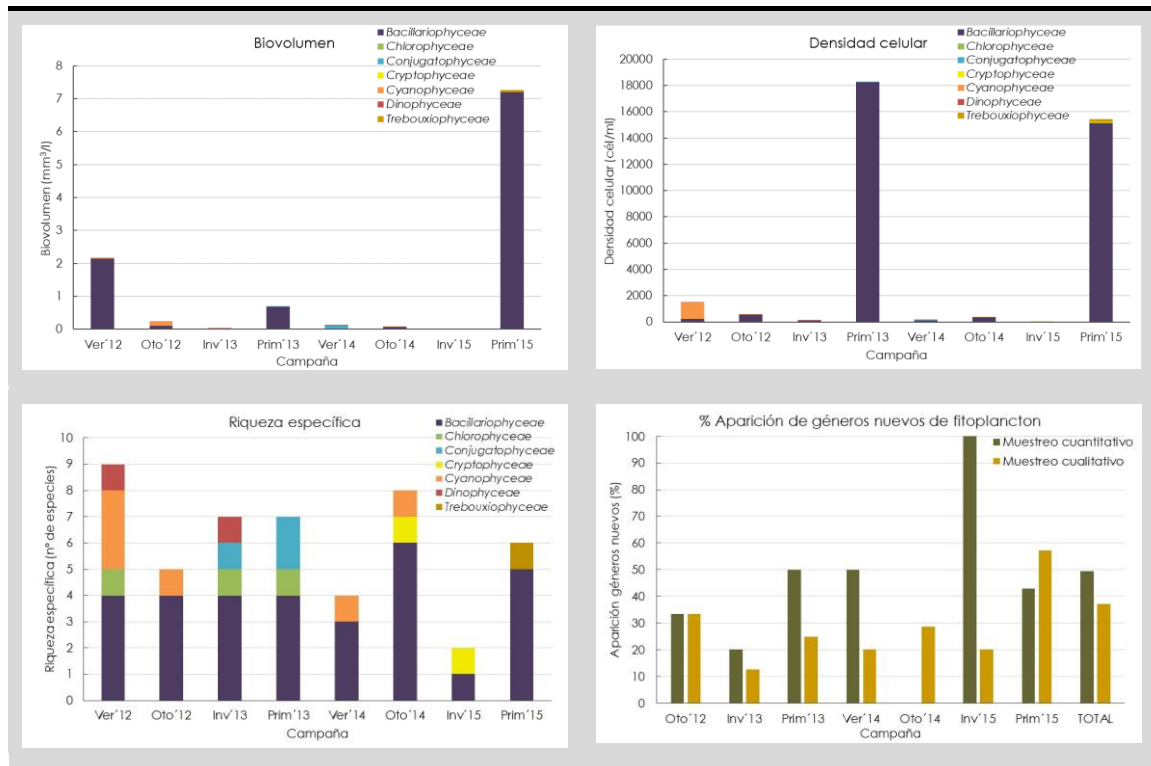 Biovolumen
Bacillariophyceae
Chlorophyceae
Conjugatophyceae
Cryptophyceae
Cyanophyceae
Dinophyceae
Trebouxiophyceae
Biovolumen (mm³/l)
8
7
6
5
4
3
2
1
0
Ver´12 Oto´12 Inv´13 Prim´13 Ver´14 Oto´14 Inv´15 Prim´15
Campaña
Densidad celular
Bacillariophyceae
Chlorophyceae
Conjugatophyceae
Cryptophyceae
Cyanophyceae
Dinophyceae
Trebouxiophyceae
Densidad celular (cél/ml)
20000
18000
16000
14000
12000
10000
8000
6000
4000
2000
0
Ver´12 Oto´12 Inv´13 Prim´13 Ver´14 Oto´14 Inv´15 Prim´15
Campaña
Riqueza específica
Bacillariophyceae
Chlorophyceae
Conjugatophyceae
Cryptophyceae
Cyanophyceae
Dinophyceae
Trebouxiophyceae
Riqueza específica (nº de especies)
10
9
8
7
6
5
4
3
2
1
0
Ver´12 Oto´12 Inv´13 Prim´13 Ver´14 Oto´14 Inv´15 Prim´15
Campaña
% Aparición de géneros nuevos de fitoplancton
Muestreo cuantitativo
Muestreo cualitativo
Aparición géneros nuevos (%)
100
90
80
70
60
50
40
30
20
10
0
Oto´12 Inv´13 Prim´13 Ver´14 Oto´14 Inv´15 Prim´15 TOTAL
Campaña